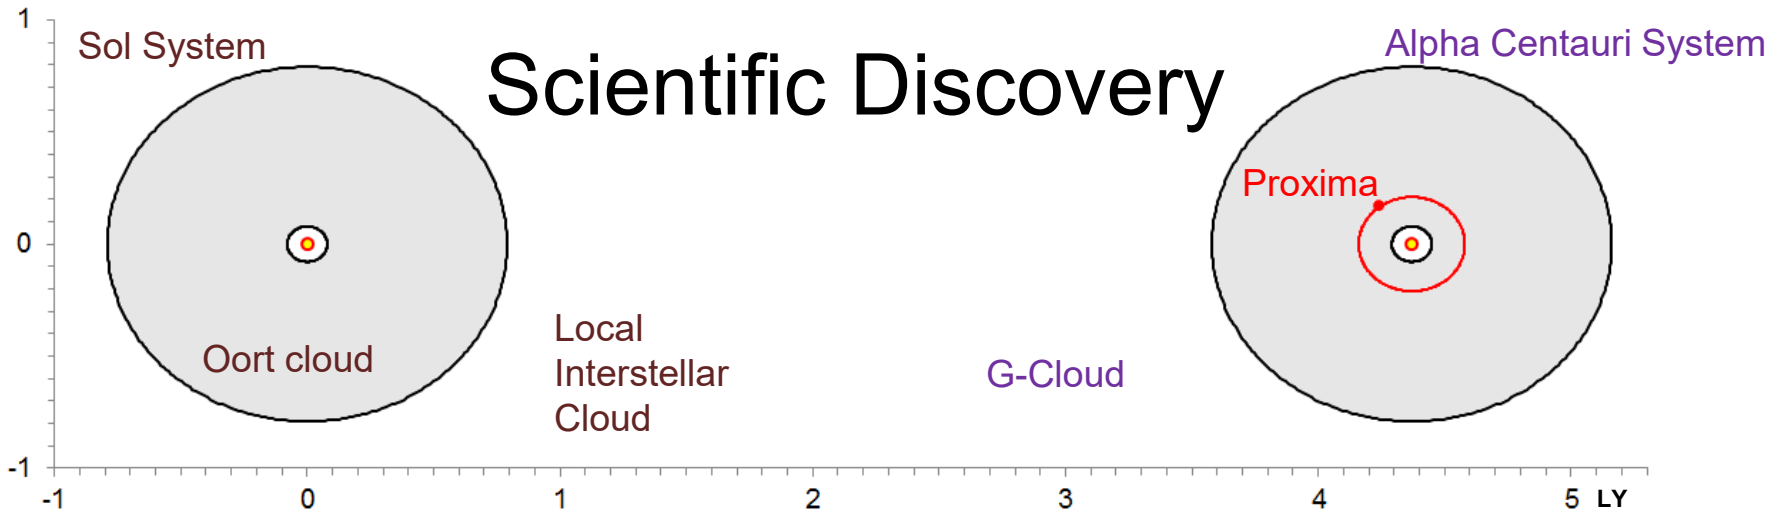 1
Sol System
Scientific Discovery
Alpha Centauri System
Proxima
0
Oort cloud
Local
Interstellar
Cloud
G-Cloud
-1
-1 0 1 2 3 4 5 LY